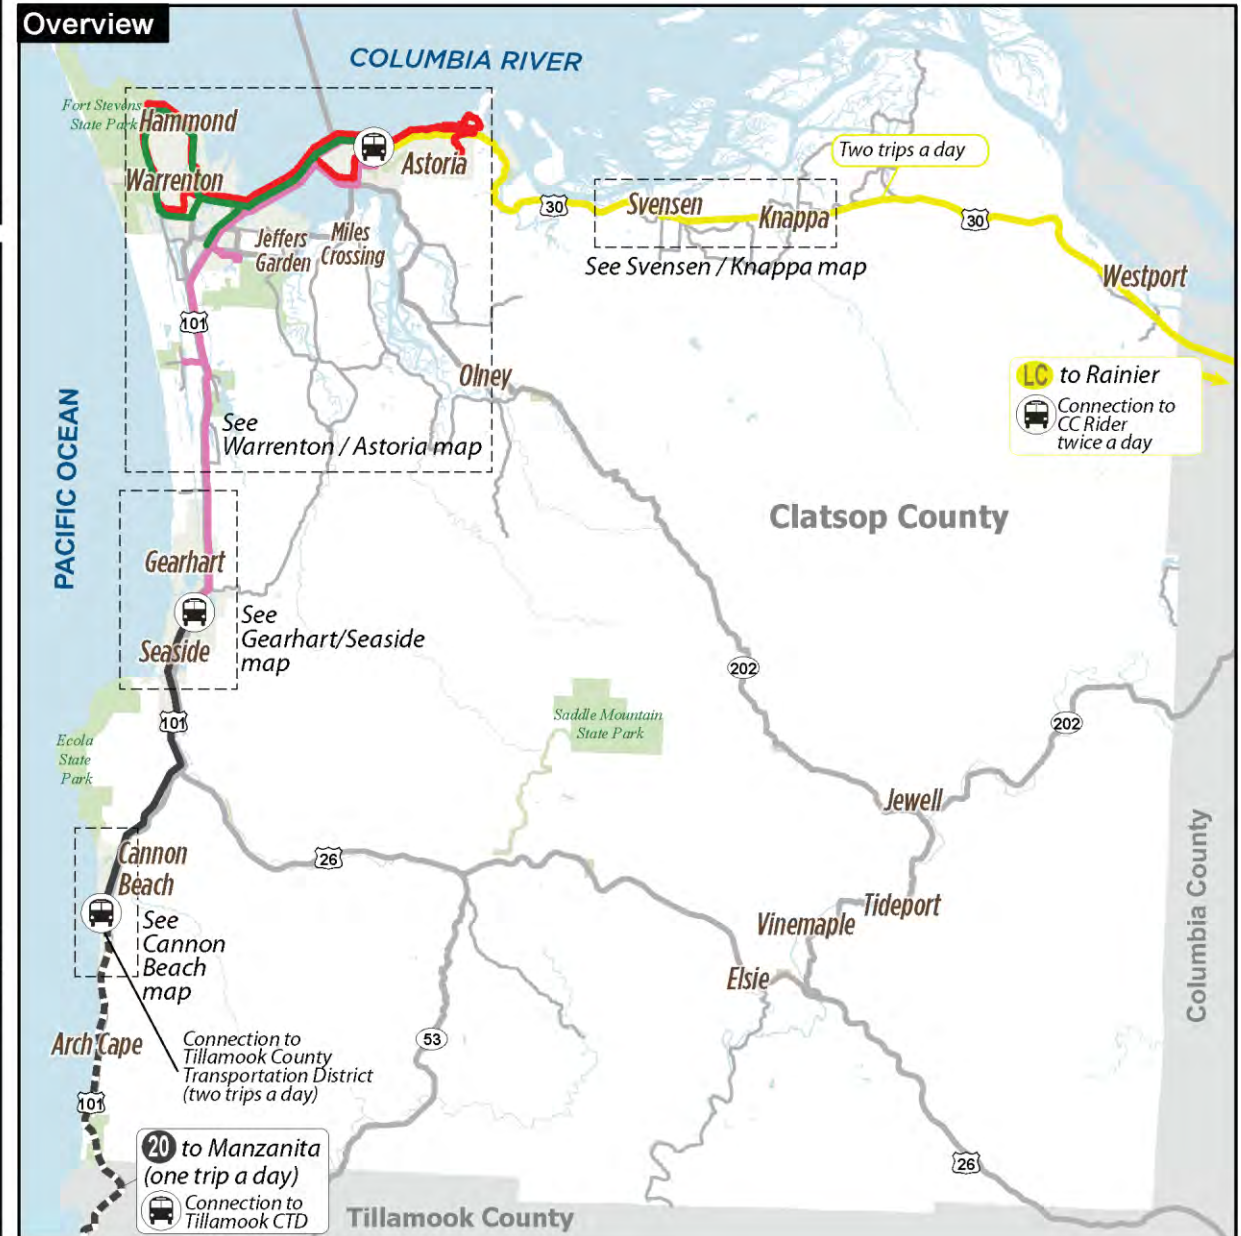 Overview
COLUMBIA RIVER
Fort Stevens
State Park
Hammond
Warrenton
Astoria
Two trips a day
30
Svensen
Knappa
30
Jeffers
Garden
Miles
Crossing
See Svensen / Knappa map
Westport
101
Olney
LC to Rainier
Connection to
CC Rider
twice a day
See
Warrenton / Astoria map
PACIFIC OCEAN
Clatsop County
Gearhart
See
Gearhart/Seaside
map
Seaside
202
101
Saddle Mountain
State Park
202
Ecola
State
Park
Jewell
Columbia County
26
Cannon
Beach
See
Cannon
Beach
map
Tideport
Vinemaple
Elsie
Arch Cape
Connection to
Tillamook County
Transportation District
(two trips a day)
53
101
20 to Manzanita
(one trip a day)
Connection to
Tillamook CTD
26
Tillamook County